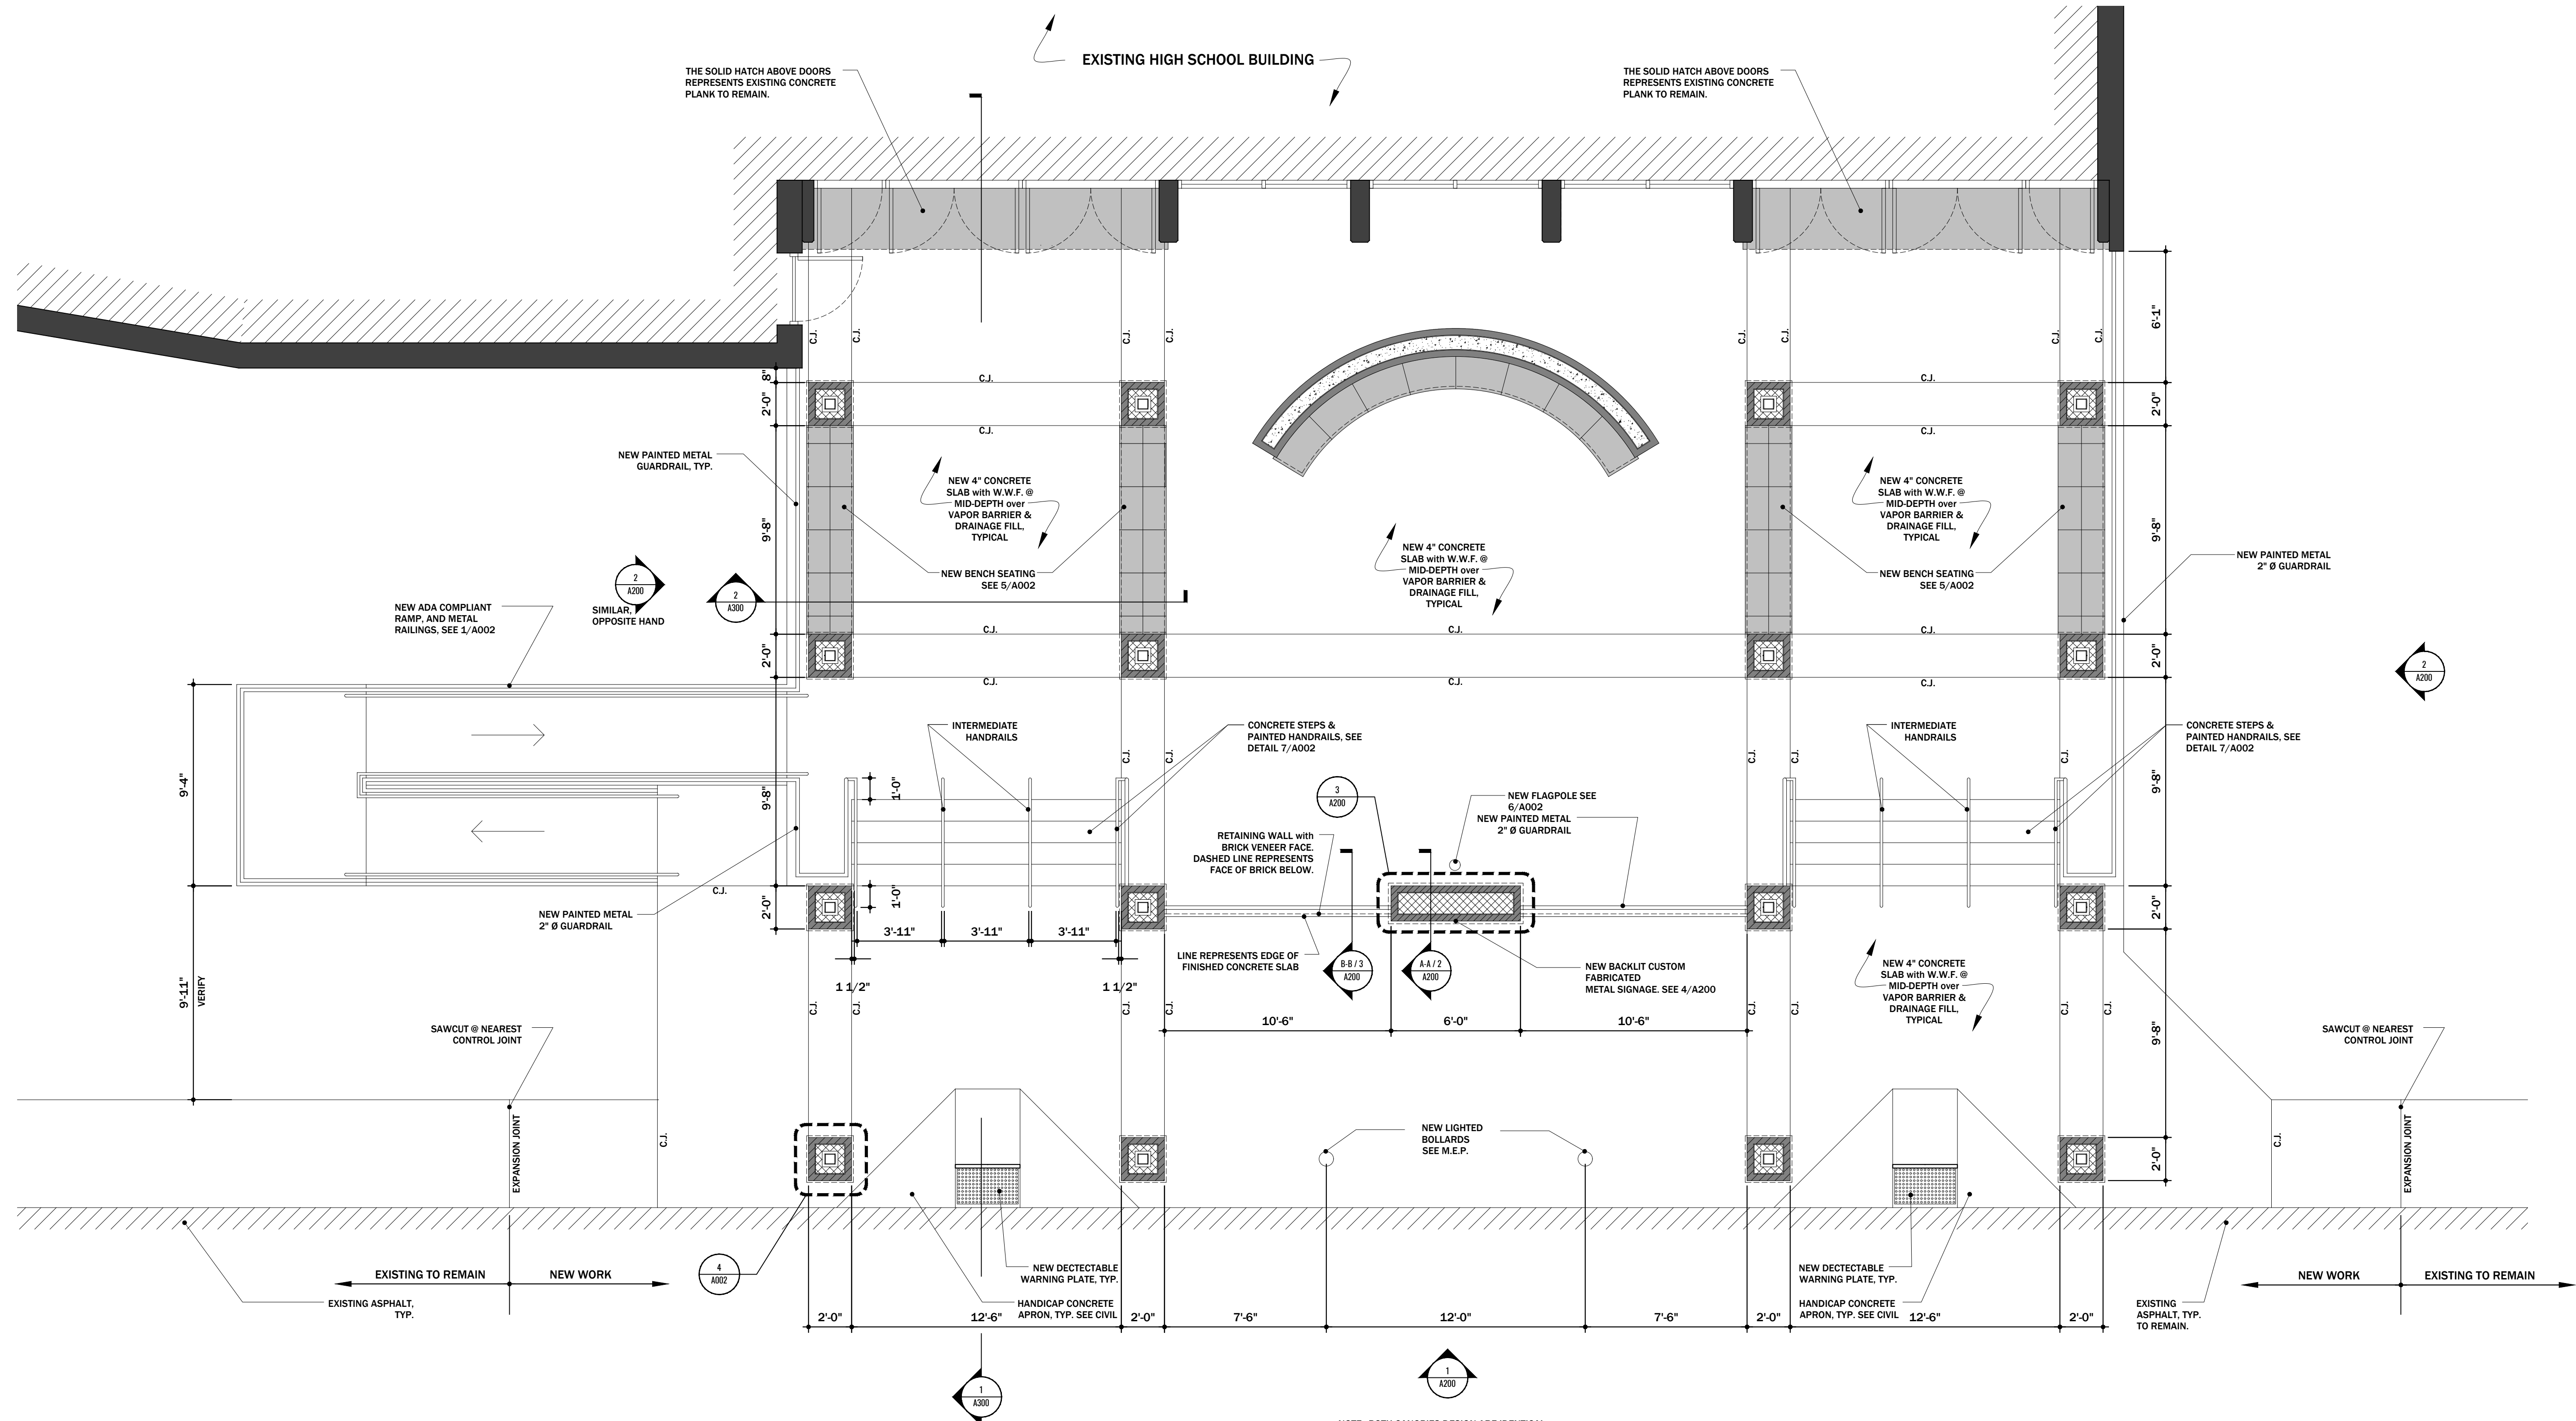 EXISTING HIGH SCHOOL BUILDING
THE SOLID HATCH ABOVE DOORS
REPRESENTS EXISTING CONCRETE
PLANK TO REMAIN.
THE SOLID HATCH ABOVE DOORS
REPRESENTS EXISTING CONCRETE
PLANK TO REMAIN.
C.J.
C.J.
C.J.
C.J.
C.J.
C.J.
C.J.
C.J.
6'-1"
8"
C.J.
C.J.
2'-0"
2'-0"
C.J.
C.J.
NEW PAINTED METAL
GUARDRAIL, TYP.
NEW 4" CONCRETE
SLAB with W.W.F. @
MID-DEPTH over
VAPOR BARRIER &
DRAINAGE FILL,
TYPICAL
NEW 4" CONCRETE
SLAB with W.W.F. @
MID-DEPTH over
VAPOR BARRIER &
DRAINAGE FILL,
TYPICAL
9'-8"
9'-8"
NEW 4" CONCRETE
SLAB with W.W.F. @
MID-DEPTH over
VAPOR BARRIER &
DRAINAGE FILL,
TYPICAL
NEW PAINTED METAL
2" Ø GUARDRAIL
NEW BENCH SEATING
SEE 5/A002
NEW BENCH SEATING
SEE 5/A002
2
A200
SIMILAR,
OPPOSITE HAND
2
A300
NEW ADA COMPLIANT
RAMP, AND METAL
RAILINGS, SEE 1/A002
C.J.
C.J.
C.J.
2'-0"
2'-0"
2
A200
C.J.
C.J.
C.J.
INTERMEDIATE
HANDRAILS
CONCRETE STEPS &
PAINTED HANDRAILS, SEE
DETAIL 7/A002
INTERMEDIATE
HANDRAILS
CONCRETE STEPS &
PAINTED HANDRAILS, SEE
DETAIL 7/A002
C.J.
C.J.
C.J.
C.J.
C.J.
9'-4"
9'-8"
1'-0"
9'-8"
3
A200
NEW FLAGPOLE SEE
6/A002
NEW PAINTED METAL
2" Ø GUARDRAIL
RETAINING WALL with
BRICK VENEER FACE.
DASHED LINE REPRESENTS
FACE OF BRICK BELOW.
C.J.
1'-0"
2'-0"
2'-0"
NEW PAINTED METAL
2" Ø GUARDRAIL
3'-11"
3'-11"
3'-11"
1 1/2"
1 1/2"
LINE REPRESENTS EDGE OF
FINISHED CONCRETE SLAB
B-B / 3
A200
A-A / 2
A200
NEW BACKLIT CUSTOM
FABRICATED
METAL SIGNAGE. SEE 4/A200
NEW 4" CONCRETE
SLAB with W.W.F. @
MID-DEPTH over
VAPOR BARRIER &
DRAINAGE FILL,
TYPICAL
9'-11"
VERIFY
C.J.
C.J.
C.J.
C.J.
C.J.
C.J.
C.J.
C.J.
10'-6"
6'-0"
10'-6"
9'-8"
SAWCUT @ NEAREST
CONTROL JOINT
SAWCUT @ NEAREST
CONTROL JOINT
EXPANSION JOINT
C.J.
NEW LIGHTED
BOLLARDS
SEE M.E.P.
2'-0"
C.J.
EXPANSION JOINT
4
A002
EXISTING TO REMAIN
NEW WORK
NEW DECTECTABLE
WARNING PLATE, TYP.
NEW DECTECTABLE
WARNING PLATE, TYP.
NEW WORK
EXISTING TO REMAIN
EXISTING ASPHALT,
TYP.
HANDICAP CONCRETE
APRON, TYP. SEE CIVIL
HANDICAP CONCRETE
APRON, TYP. SEE CIVIL
EXISTING
ASPHALT, TYP.
TO REMAIN.
2'-0"
12'-6"
2'-0"
7'-6"
12'-0"
7'-6"
2'-0"
12'-6"
2'-0"
1
A300
1
A200